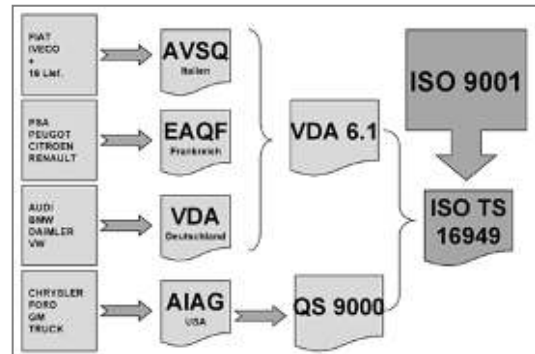 FIAT
IVECO
+
16 Lief.
AVSQ
Italien
PSA
PEUGOT
CITROEN
RENAULT
EAQF
Frankreich
AUDI
BMW
DAIMLER
VW
VDA
Deutschland
CHRYSLER
FORD
GM
TRUCK
AIAG
USA
VDA 6.1
QS 9000
ISO 9001
ISO TS
16949